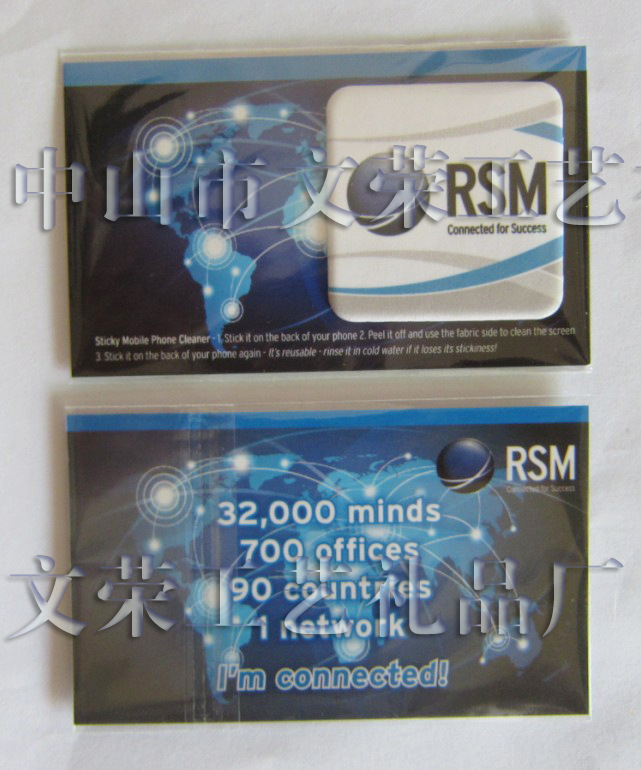 中山市文荣工艺
RSM
Connected for Success
Sticky Mobile Phone Cleaner - 1. Stick it on the back of your phone 2. Peel it off and use the fabric side to clean the screen
3. Stick it on the back of your phone again - It's reusable - rinse it in cold water if it loses its stickiness!
RSM
Connected for Success
32,000 minds
700 offices
90 countries
1 network
文荣工艺礼品厂
I'm connected!